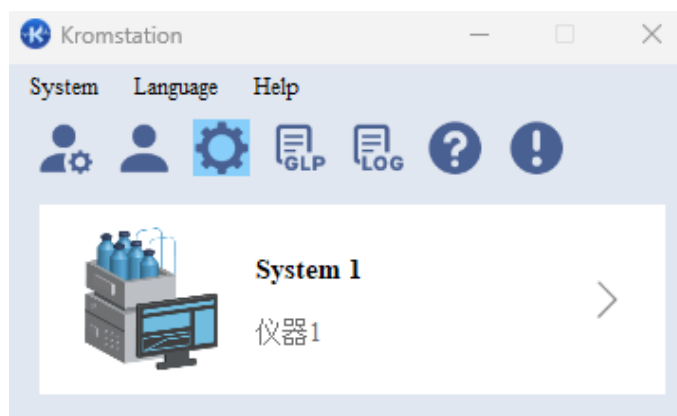 Kromstation
System Language Help
GLP LOG ? !
System 1
仪器1